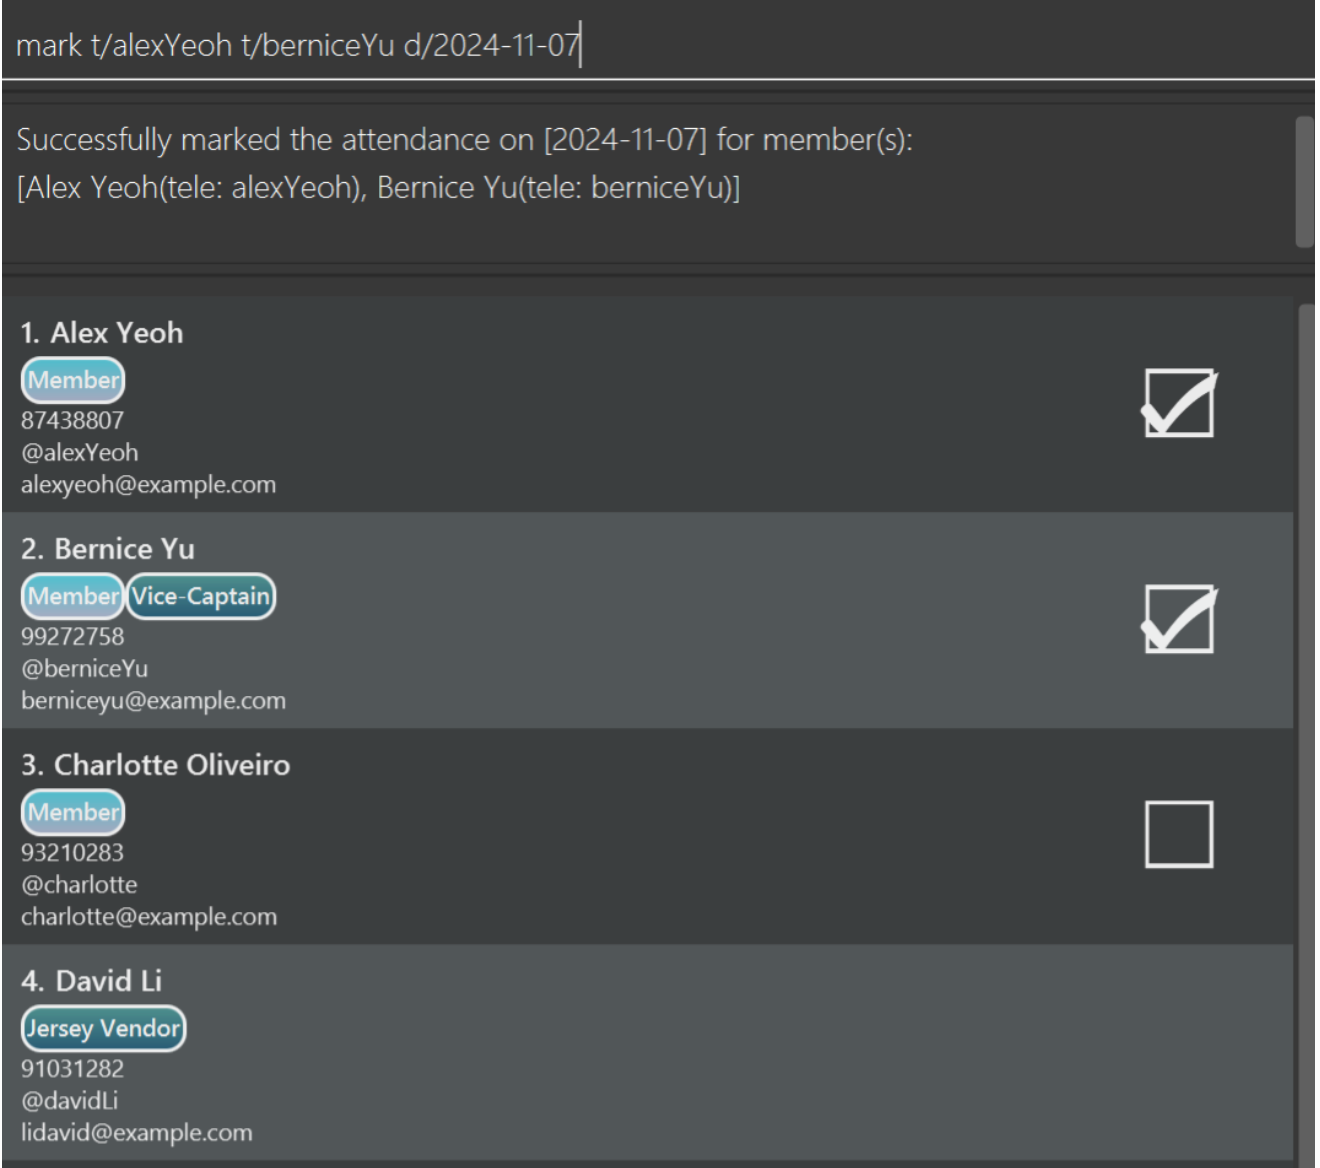 mark t/alexYeoh t/berniceYu d/2024-11-07
Successfully marked the attendance on [2024-11-07] for member(s):
[Alex Yeoh(tele: alexYeoh), Bernice Yu(tele: berniceYu)]
1. Alex Yeoh
Member
87438807
@alexYeoh
alexyeoh@example.com
2. Bernice Yu
Member Vice-Captain
99272758
@berniceYu
berniceyu@example.com
3. Charlotte Oliveiro
Member
93210283
@charlotte
charlotte@example.com
4. David Li
Jersey Vendor
91031282
@davidLi
lidavid@example.com